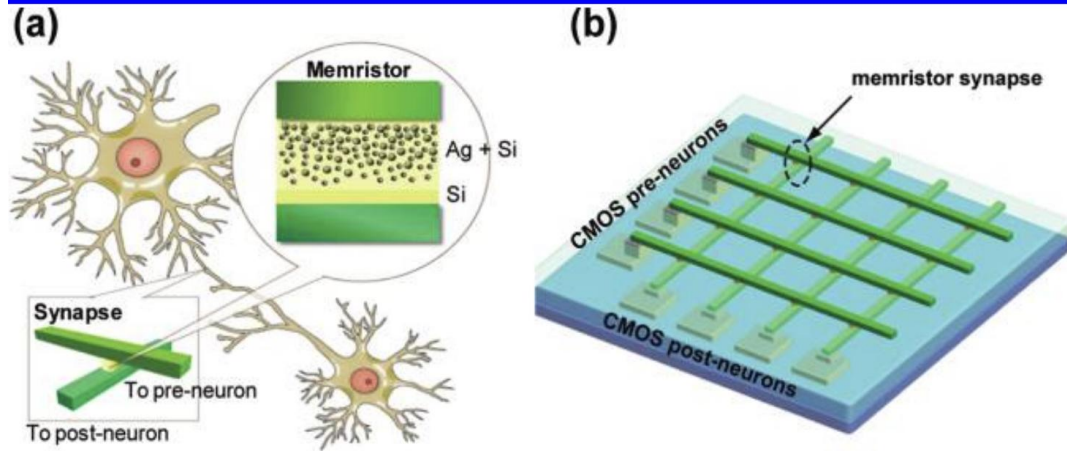 (a)
Memristor
Ag + Si
Si
Synapse
To pre-neuron
To post-neuron
(b)
memristor synapse
CMOS pre-neurons
CMOS post-neurons